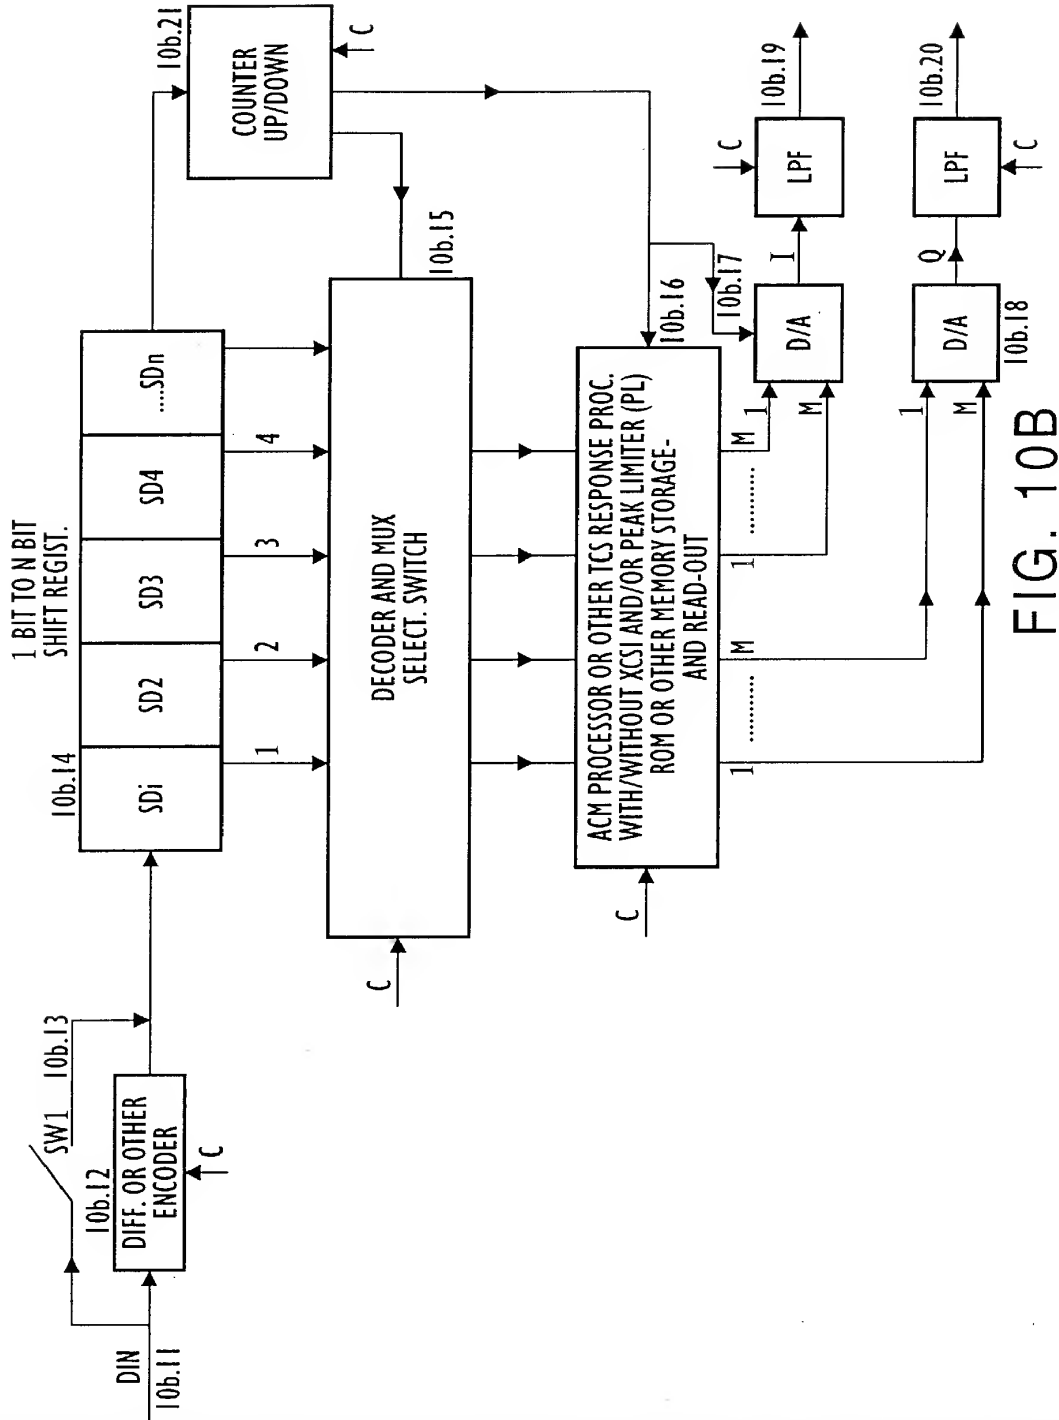 DIN
10b.11
SW1 10b.13
10b.12
DIFF. OR OTHER
ENCODER
C
1 BIT TO N BIT
SHIFT REGIST.
10b.14
SDi
SD2
SD3
SD4
.....SDn
10b.21
COUNTER
UP/DOWN
C
1
2
3
4
10b.15
DECODER AND MUX
SELECT. SWITCH
C
10b.16
ACM PROCESSOR OR OTHER TCS RESPONSE PROC.
WITH/WITHOUT XCSI AND/OR PEAK LIMITER (PL)
ROM OR OTHER MEMORY STORAGE-
AND READ-OUT
C
1 .......... M
1 .......... M
10b.17
1
M
D/A
I
C
LPF
10b.19
1
M
D/A
10b.18
Q
C
LPF
10b.20
FIG. 10B